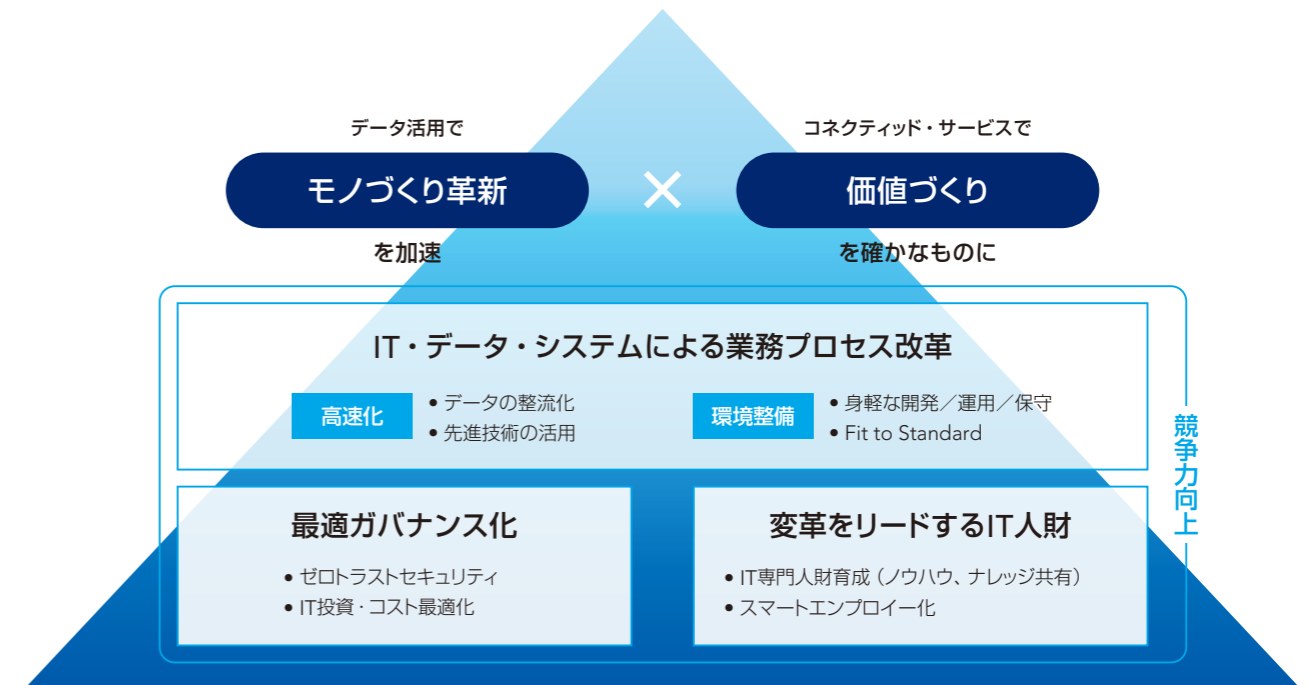 データ活用で
モノづくり革新
を加速
×
コネクティッド・サービスで
価値づくり
を確かなものに
IT・データ・システムによる業務プロセス改革
高速化
• データの整流化
• 先進技術の活用
環境整備
• 身軽な開発／運用／保守
• Fit to Standard
最適ガバナンス化
• ゼロトラストセキュリティ
• IT投資・コスト最適化
変革をリードするIT人財
• IT専門人財育成（ノウハウ、ナレッジ共有）
• スマートエンプロイー化
競争力向上